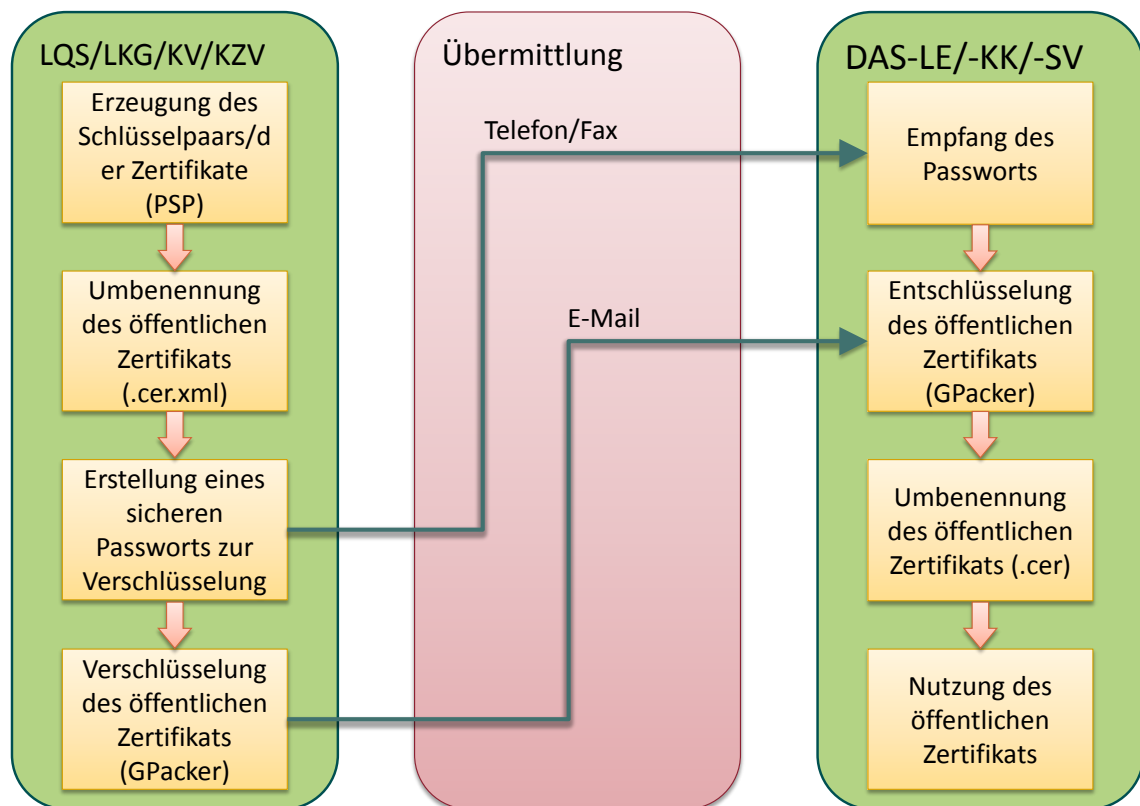 LQS/LKG/KV/KZV
Erzeugung des
Schlüsselpaars/d
er Zertifikate
(PSP)
Umbenennung
des öffentlichen
Zertifikats
(.cer.xml)
Erstellung eines
sicheren
Passworts zur
Verschlüsselung
Verschlüsselung
des öffentlichen
Zertifikats
(GPacker)
Übermittlung
Telefon/Fax
E-Mail
DAS-LE/-KK/-SV
Empfang des
Passworts
Entschlüsselung
des öffentlichen
Zertifikats
(GPacker)
Umbenennung
des öffentlichen
Zertifikats (.cer)
Nutzung des
öffentlichen
Zertifikats